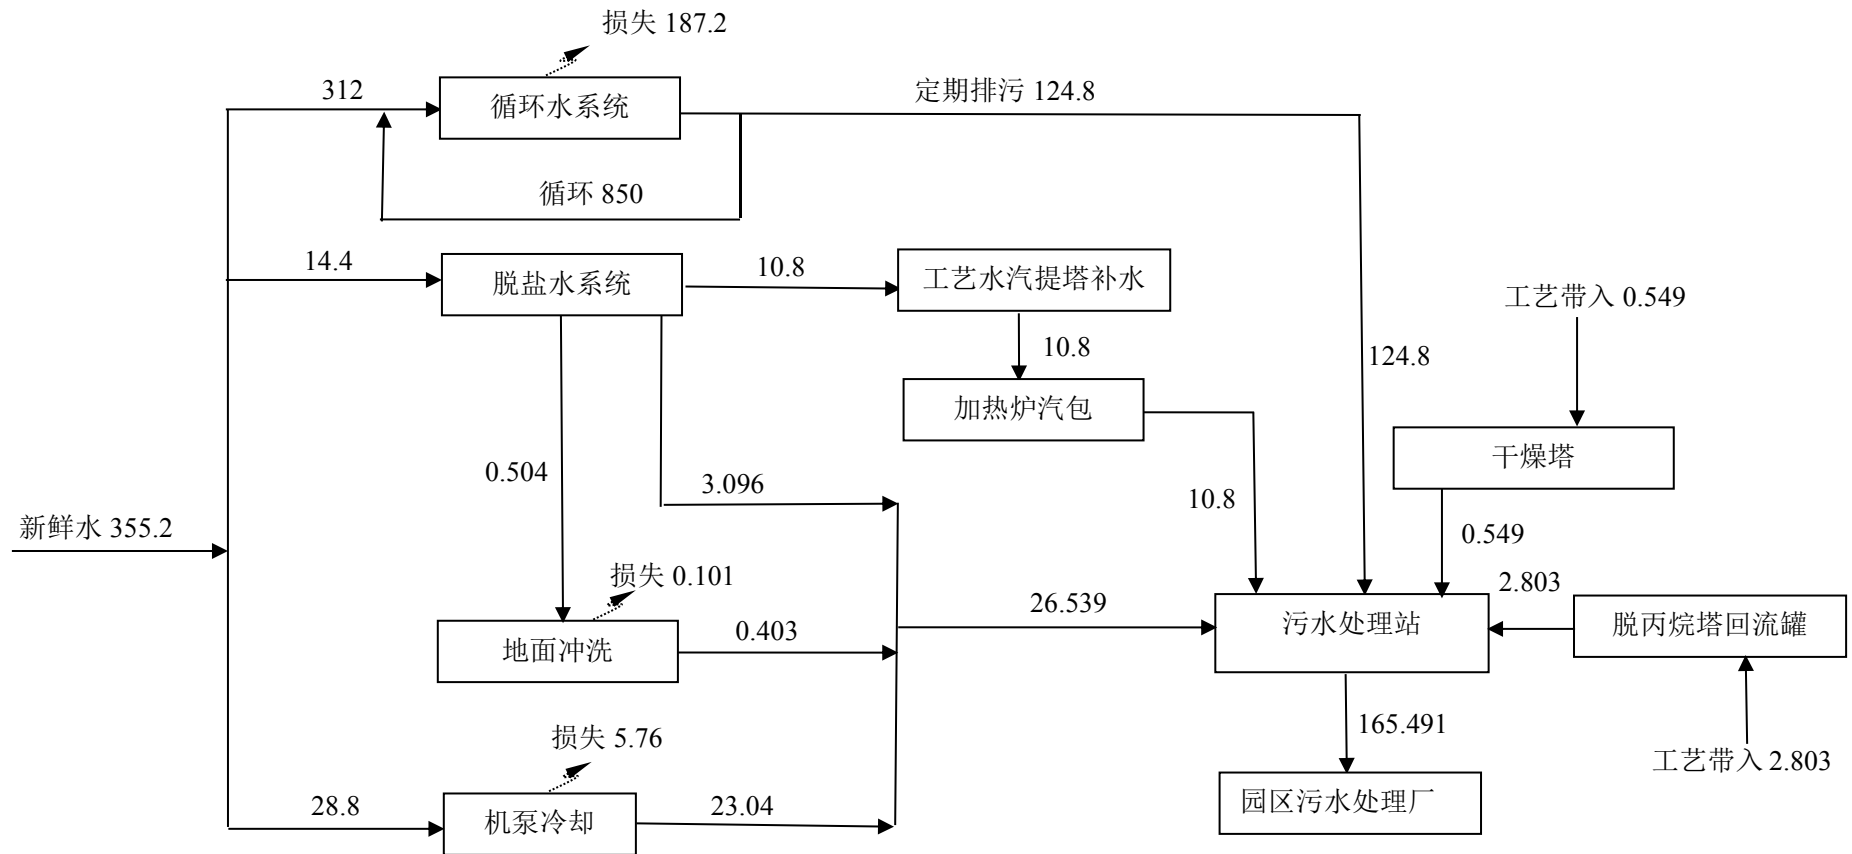 损失 187.2
312
循环水系统
定期排污 124.8
循环 850
14.4
脱盐水系统
10.8
工艺水汽提塔补水
工艺带入 0.549
10.8
124.8
加热炉汽包
干燥塔
0.504
3.096
10.8
新鲜水 355.2
0.549
损失 0.101
2.803
26.539
污水处理站
脱丙烷塔回流罐
地面冲洗
0.403
165.491
损失 5.76
工艺带入 2.803
28.8
机泵冷却
23.04
园区污水处理厂